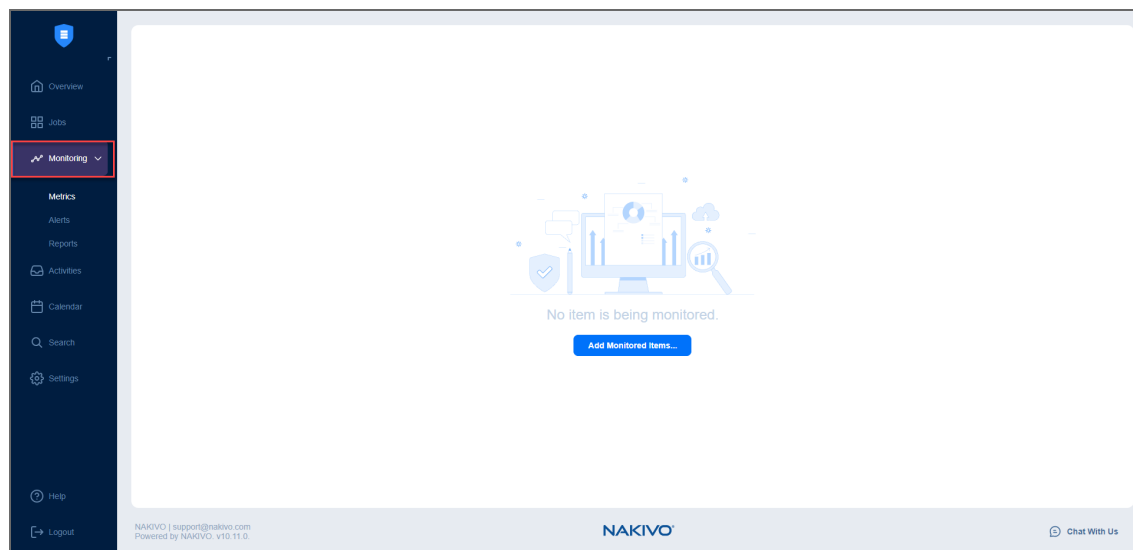 Overview
Jobs
Monitoring
Metrics
Alerts
Reports
Activities
Calendar
Search
Settings
Help
Logout
No item is being monitored.
Add Monitored Items...
NAKIVO | support@nakivo.com
Powered by NAKIVO. v10.11.0.
NAKIVO
Chat With Us